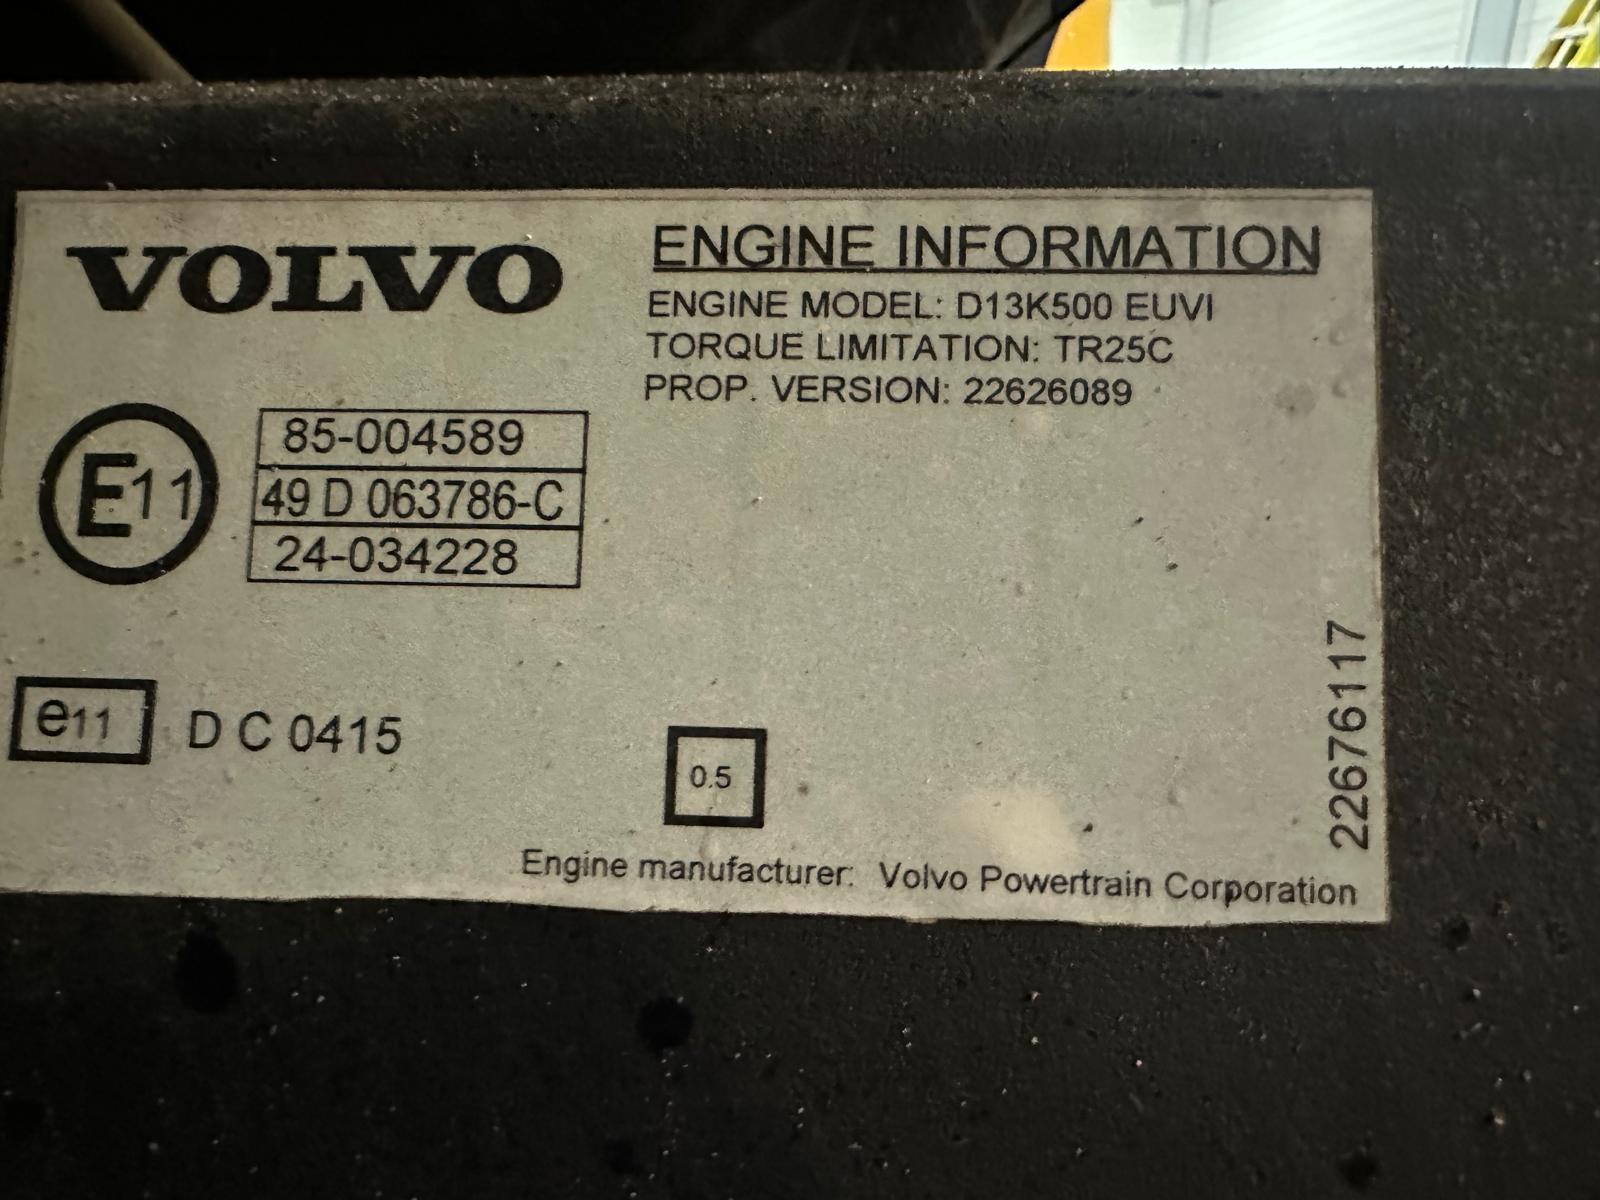 VOLVO
ENGINE INFORMATION
ENGINE MODEL: D13K500 EUVI
TORQUE LIMITATION: TR25C
PROP. VERSION: 22626089
E11
85-004589
49 D 063786-C
24-034228
e11 D C 0415
0.5
22676117
Engine manufacturer: Volvo Powertrain Corporation